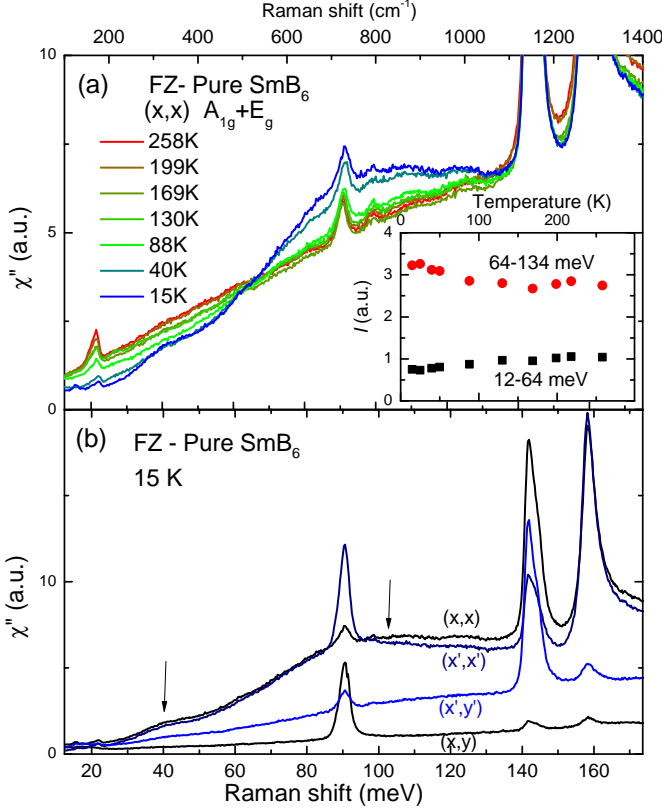 Raman shift (cm⁻¹)
200 400 600 800 1000 1200 1400
10
5
0
χ'' (a.u.)
(a) FZ- Pure SmB₆
(x,x) A₁g+Eg
258K
199K
169K
130K
88K
40K
15K
Temperature (K)
0 100 200
4
3
2
1
0
I (a.u.)
64-134 meV
12-64 meV
(b) FZ - Pure SmB₆
15 K
10
0
χ'' (a.u.)
(x,x)
(x',x')
(x',y')
(x,y)
20 40 60 80 100 120 140 160
Raman shift (meV)